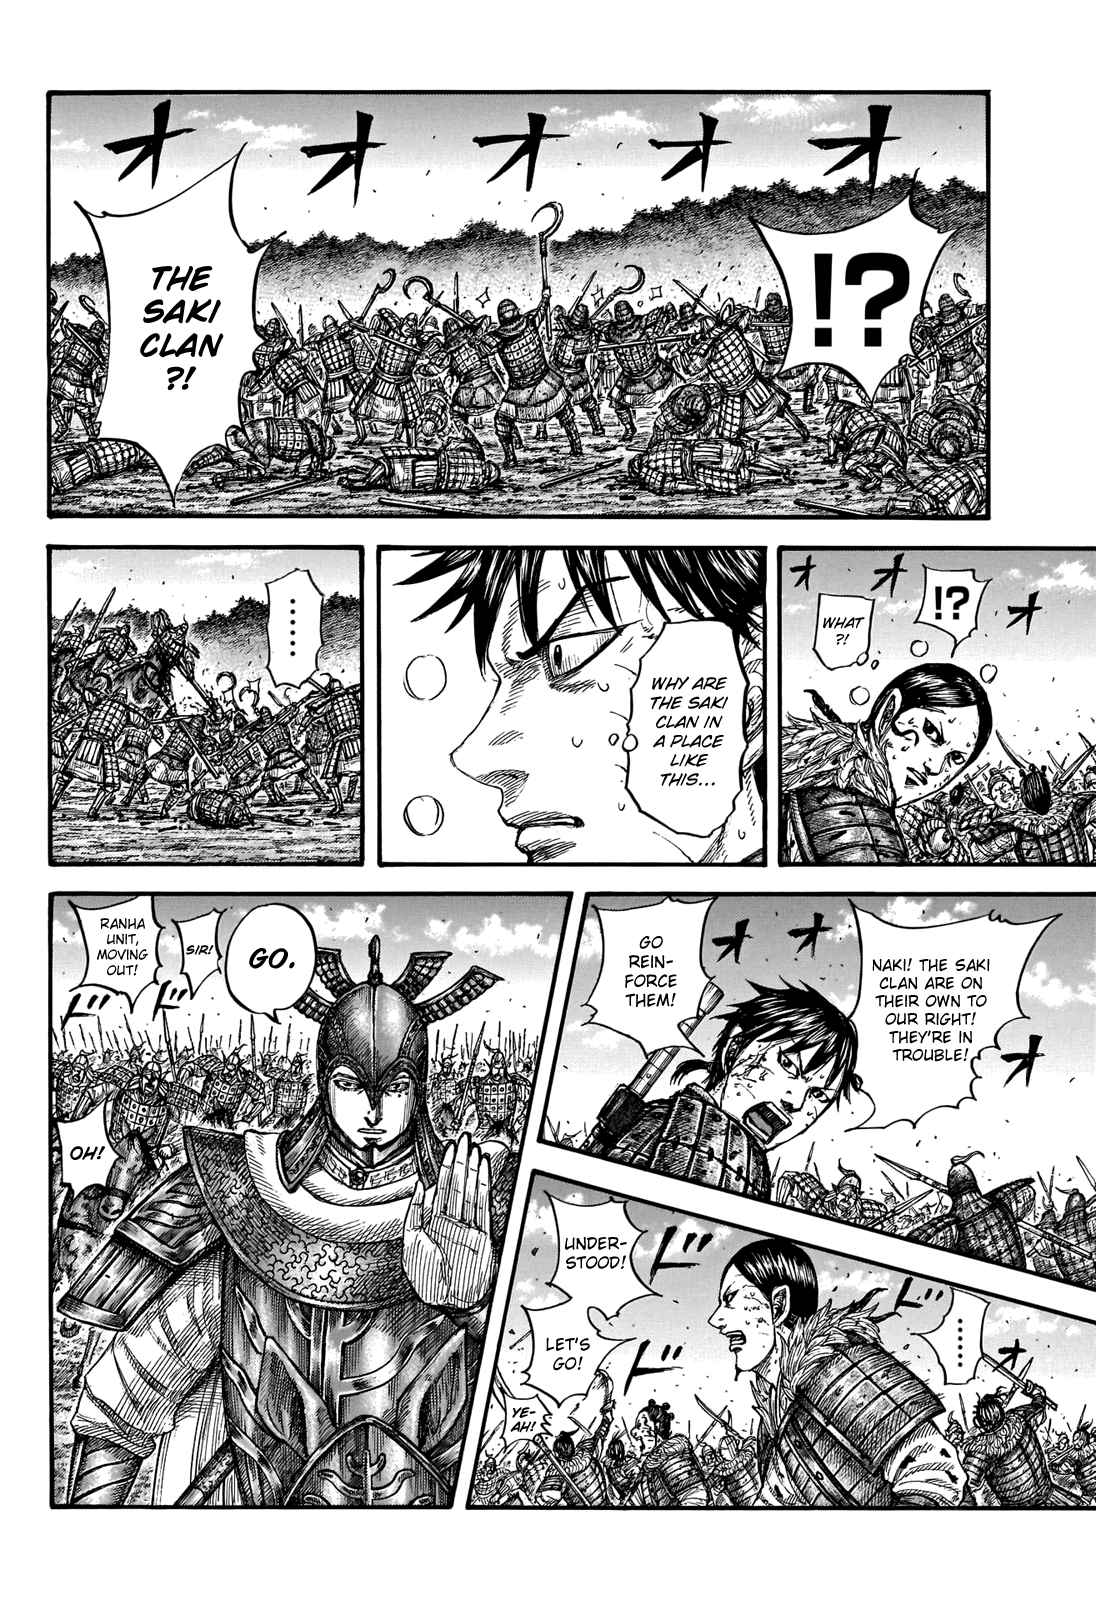 オ オ オ オ オ
!?
THE
SAKI
CLAN
?!
オ オ オ
!?
WHAT
?!
WHY ARE
THE SAKI
CLAN IN
A PLACE
LIKE
THIS...
......
NAKI! THE SAKI
CLAN ARE ON
THEIR OWN TO
OUR RIGHT!
THEY'RE IN
TROUBLE!
オ オ オ
GO
REIN-
FORCE
THEM!
......
ドドド
UNDER-
STOOD!
LET'S
GO!
YE-
AH!
GO.
SIR!
RANHA
UNIT,
MOVING
OUT!
ドド
OH!